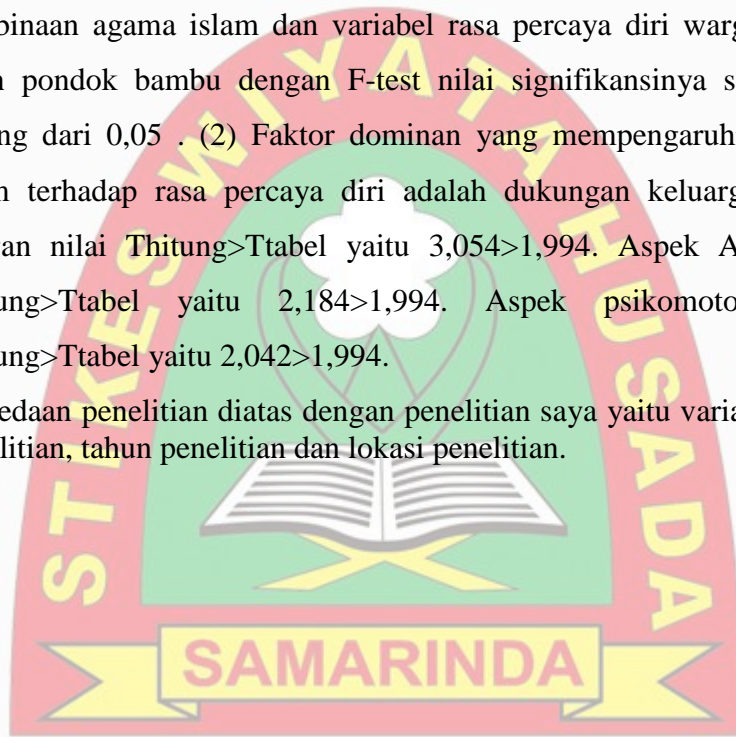 binaan agama islam dan variabel rasa percaya diri warg
pondok bambu dengan F-test nilai signifikansinya s
ng dari 0,05 . (2) Faktor dominan yang mempengaruh
terhadap rasa percaya diri adalah dukungan keluarg
an nilai Thitung>Ttabel yaitu 3,054>1,994. Aspek A
ung>Ttabel yaitu 2,184>1,994. Aspek psikomoto
ung>Ttabel yaitu 2,042>1,994.
edaan penelitian diatas dengan penelitian saya yaitu varia
litian, tahun penelitian dan lokasi penelitian.
STIKES WIYATA HUSADA
SAMARINDA